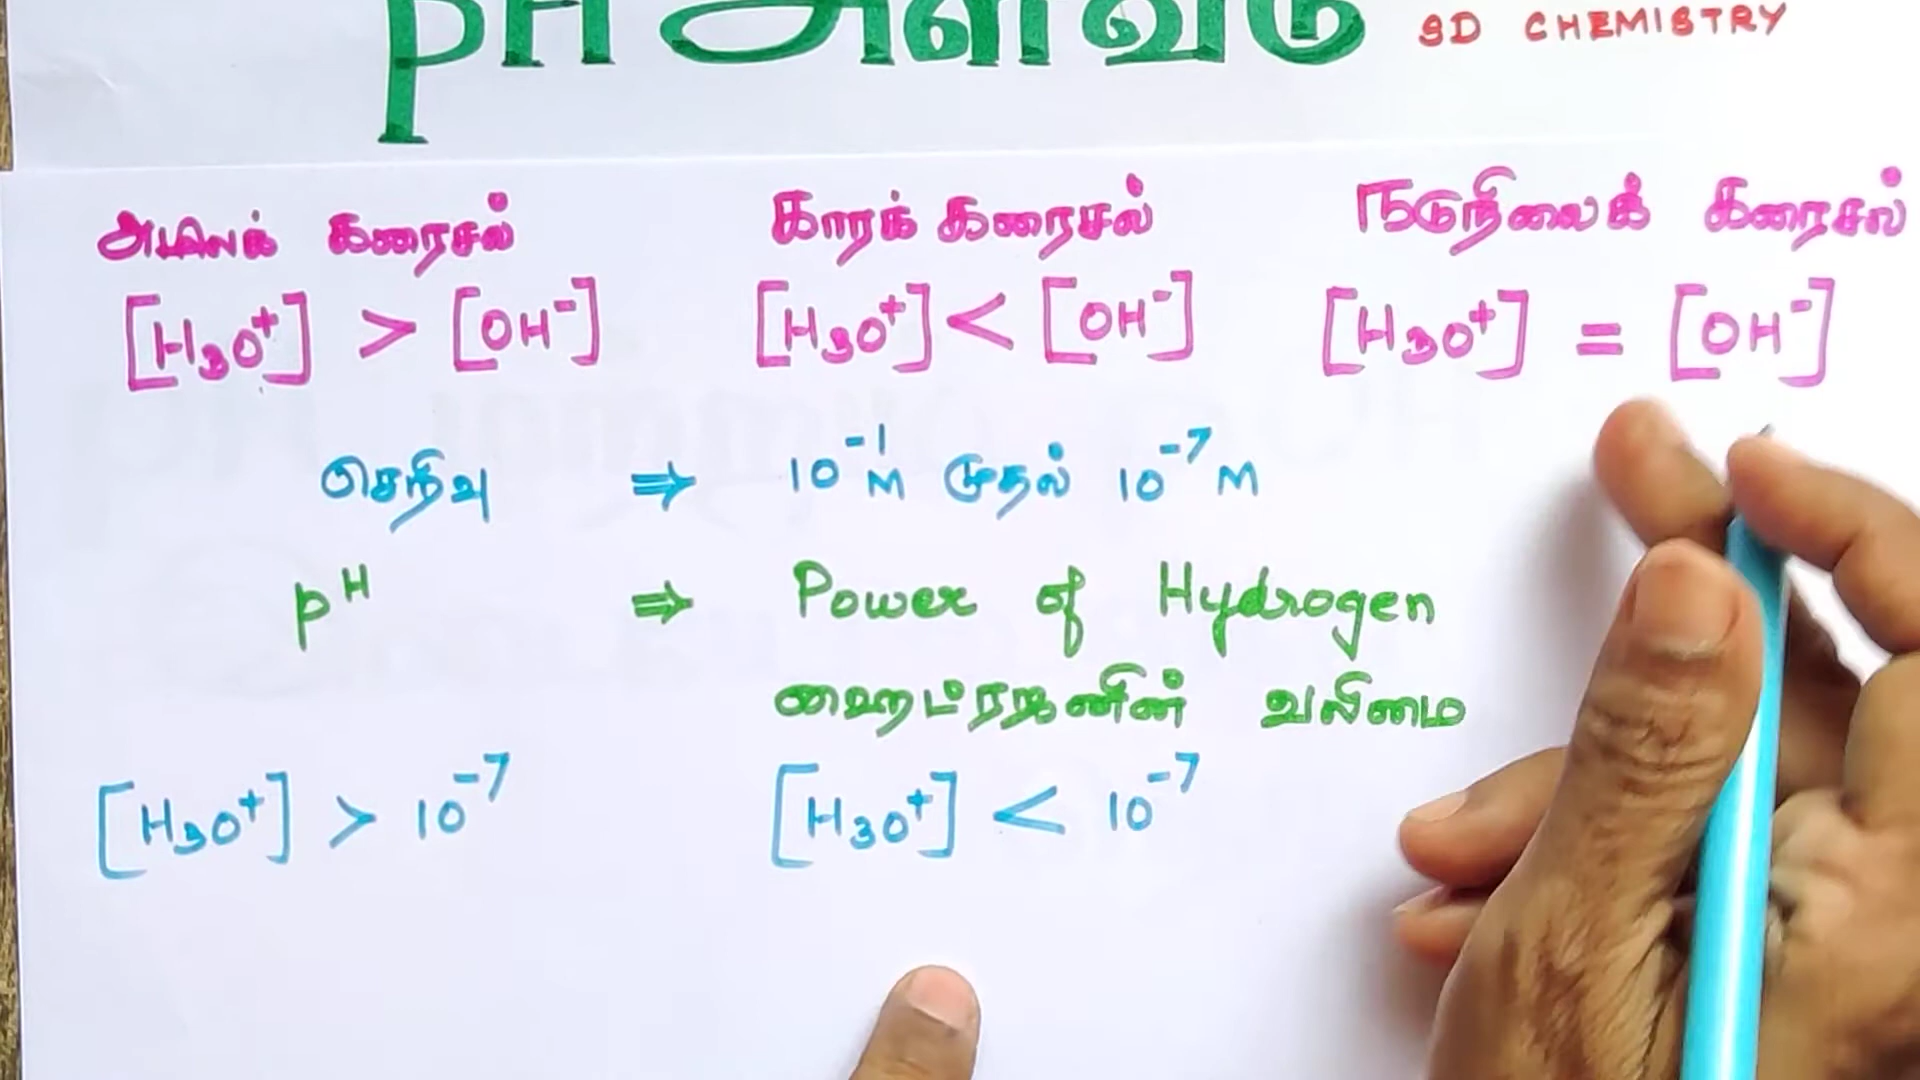 pH அளவீடு SD CHEMISTRY
அமிலக் கரைசல் காரக் கரைசல் நடுநிலைக் கரைசல்
[H₃O⁺] > [OH⁻] [H₃O⁺] < [OH⁻] [H₃O⁺] = [OH⁻]
செறிவு ⇒ 10⁻¹ M முதல் 10⁻⁷ M
pᴴ ⇒ Power of Hydrogen
ஹைட்ரஜனின் வலிமை
[H₃O⁺] > 10⁻⁷ [H₃O⁺] < 10⁻⁷